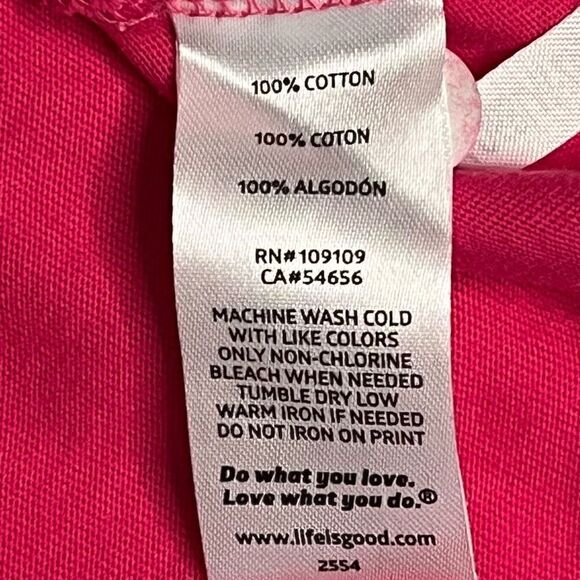 100% COTTON
100% COTON
100% ALGODÓN
RN#109109
CA#54656
MACHINE WASH COLD
WITH LIKE COLORS
ONLY NON-CHLORINE
BLEACH WHEN NEEDED
TUMBLE DRY LOW
WARM IRON IF NEEDED
DO NOT IRON ON PRINT
Do what you love.
Love what you do.®
www.lifeisgood.com
2554